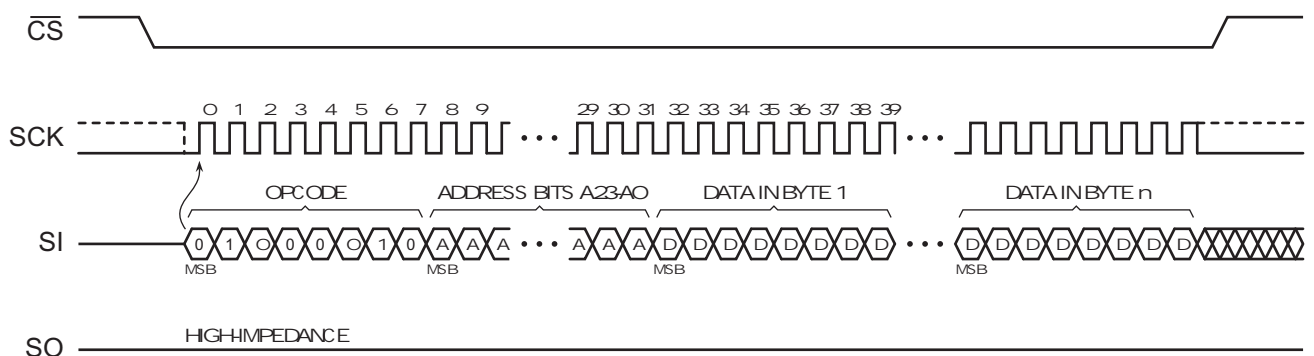 CS
SCK
0 1 2 3 4 5 6 7 8 9 29 30 31 32 33 34 35 36 37 38 39
OPCODE ADDRESS BITS A23-A0 DATA IN BYTE 1 DATA IN BYTE n
SI
0 1 0 0 0 0 1 0 A A A A A A D D D D D D D D D D D D D D D D
MSB MSB MSB MSB
HIGH-IMPEDANCE
SO